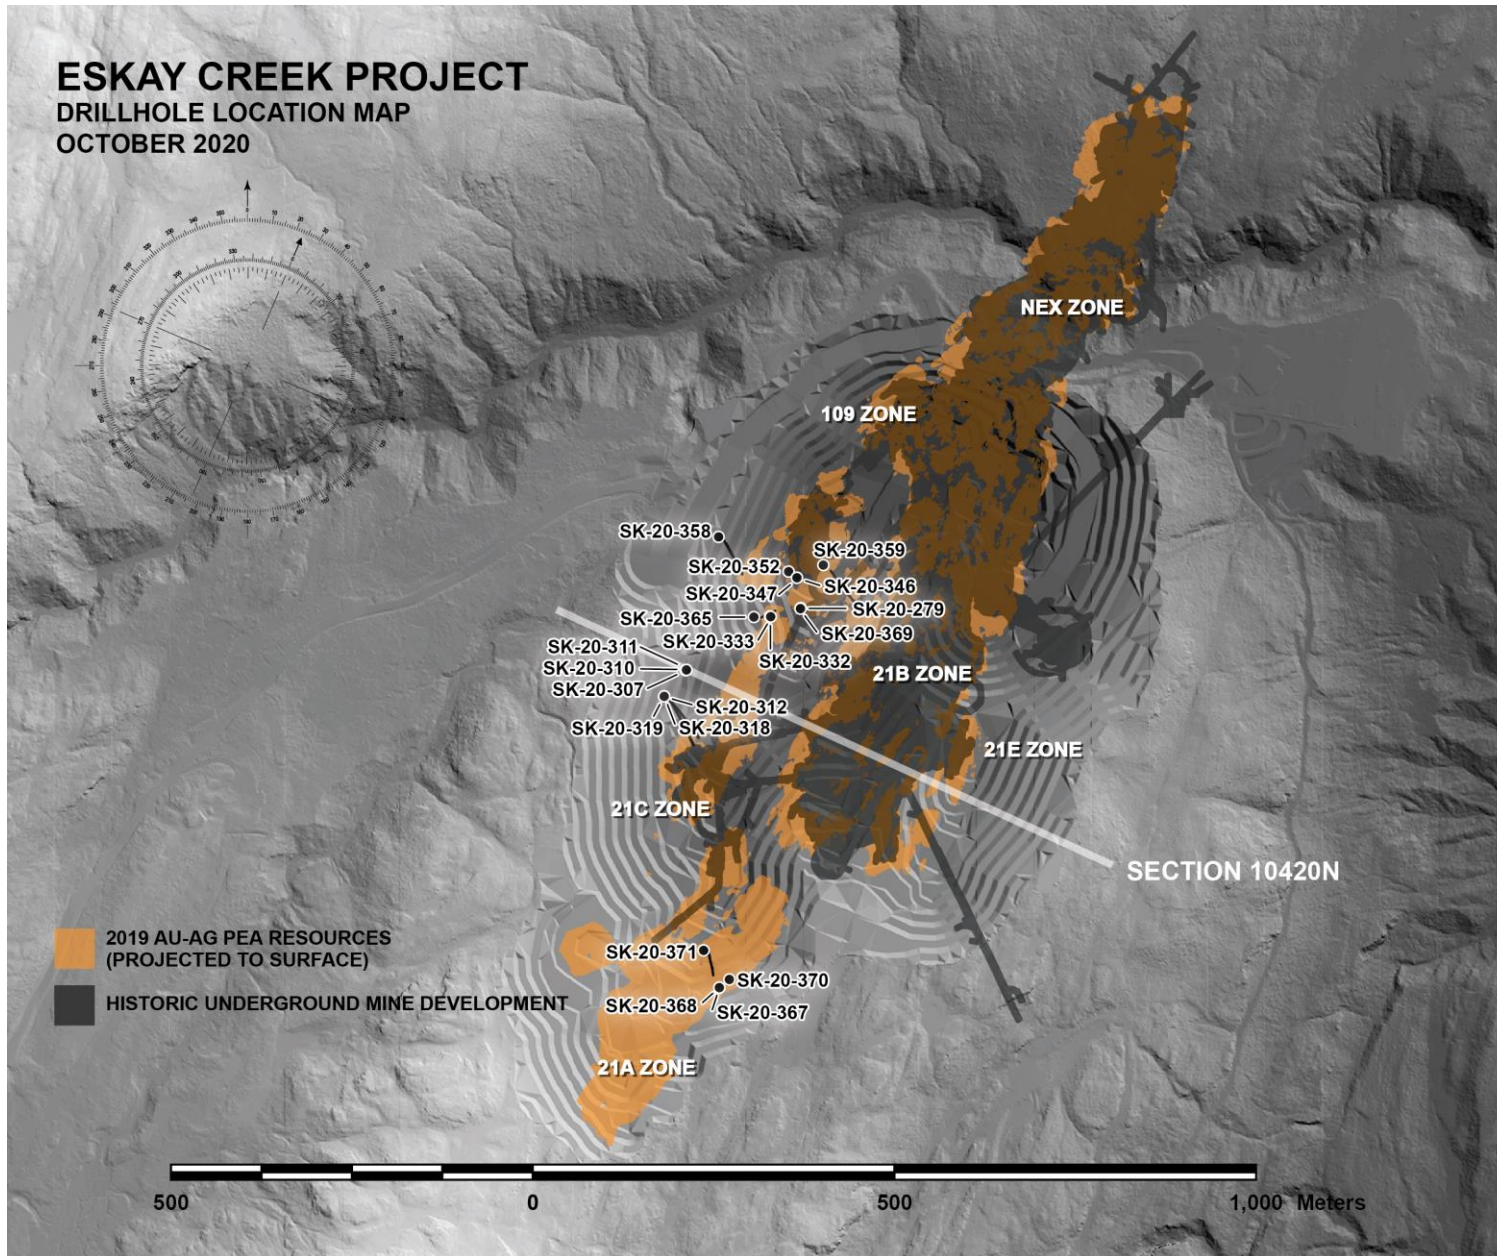 ESKAY CREEK PROJECT
DRILLHOLE LOCATION MAP
OCTOBER 2020
NEX ZONE
109 ZONE
SK-20-358
SK-20-359
SK-20-352
SK-20-346
SK-20-347
SK-20-279
SK-20-365
SK-20-369
SK-20-333
SK-20-332
SK-20-311
SK-20-310
SK-20-307
21B ZONE
SK-20-312
SK-20-319
SK-20-318
21E ZONE
21C ZONE
SECTION 10420N
2019 AU-AG PEA RESOURCES
(PROJECTED TO SURFACE)
HISTORIC UNDERGROUND MINE DEVELOPMENT
SK-20-371
SK-20-370
SK-20-368
SK-20-367
21A ZONE
500
0
500
1,000 Meters